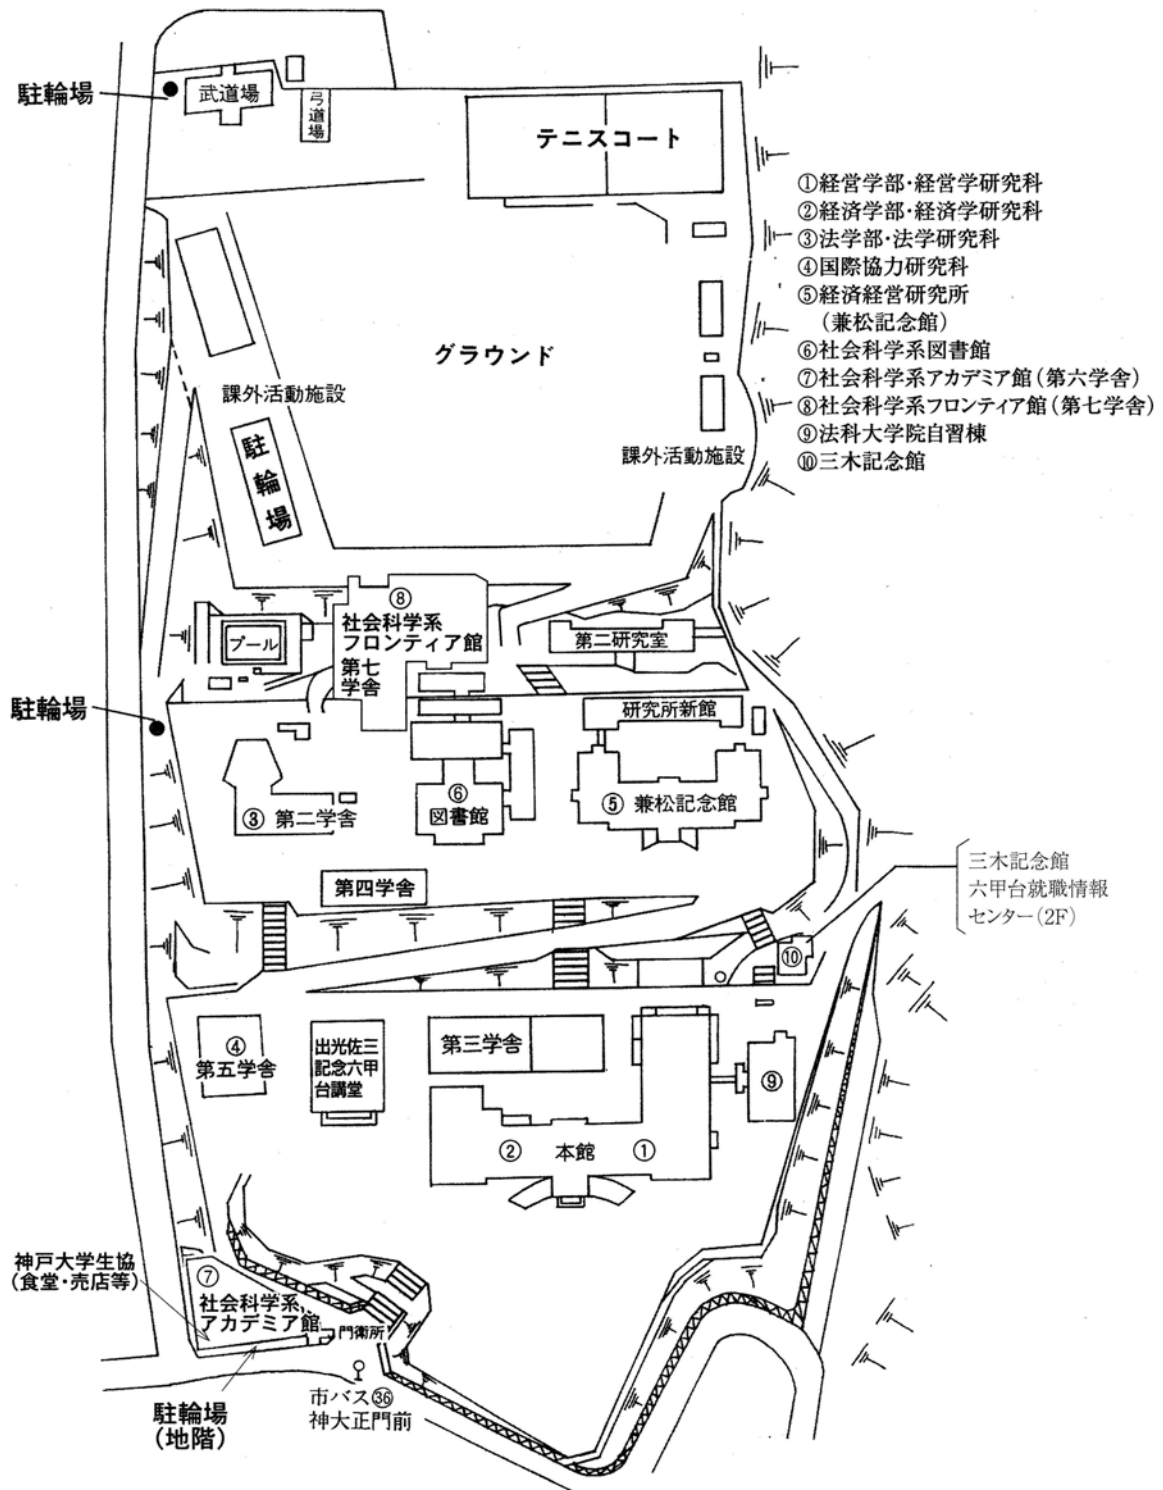 駐輪場
武道場
弓道場
テニスコート
①経営学部・経営学研究科
②経済学部・経済学研究科
③法学部・法学研究科
④国際協力研究科
⑤経済経営研究所
(兼松記念館)
⑥社会科学系図書館
⑦社会科学系アカデミア館(第六学舎)
⑧社会科学系フロンティア館(第七学舎)
⑨法科大学院自習棟
⑩三木記念館
グラウンド
課外活動施設
駐輪場
課外活動施設
⑧
社会科学系
フロンティア館
第七
学舎
プール
第二研究室
駐輪場
研究所新館
③ 第二学舎
⑥
図書館
⑤ 兼松記念館
第四学舎
三木記念館
六甲台就職情報
センター(2F)
⑩
④
第五学舎
出光佐三
記念六甲
台講堂
第三学舎
⑨
② 本館 ①
神戸大学生協
(食堂・売店等)
⑦
社会科学系
アカデミア館
門衛所
駐輪場
(地階)
市バス㊱
神大正門前